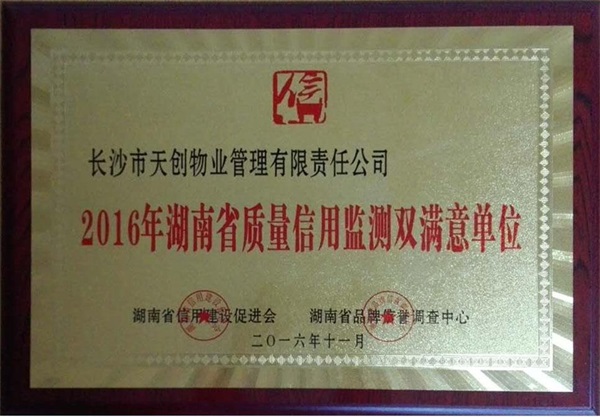 信
长沙市天创物业管理有限责任公司
2016年湖南省质量信用监测双满意单位
湖南省信用建设促进会 湖南省品牌信誉调查中心
二〇一六年十一月